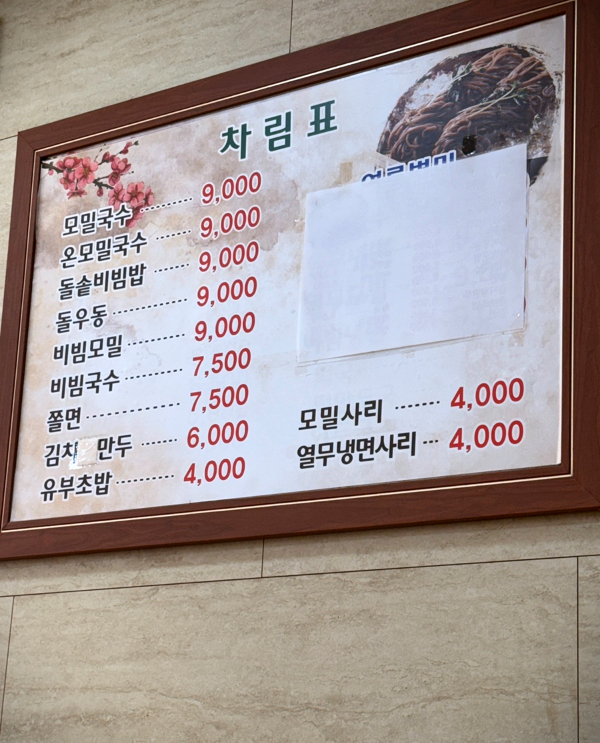 차림표
모밀국수 ·········· 9,000
온모밀국수 ······· 9,000
돌솥비빔밥 ······· 9,000
돌우동 ··············· 9,000
비빔모밀 ··········· 9,000
비빔국수 ··········· 7,500
쫄면 ··················· 7,500
김치 만두 ······· 6,000
유부초밥 ··········· 4,000
모밀사리 ······· 4,000
열무냉면사리 ··· 4,000